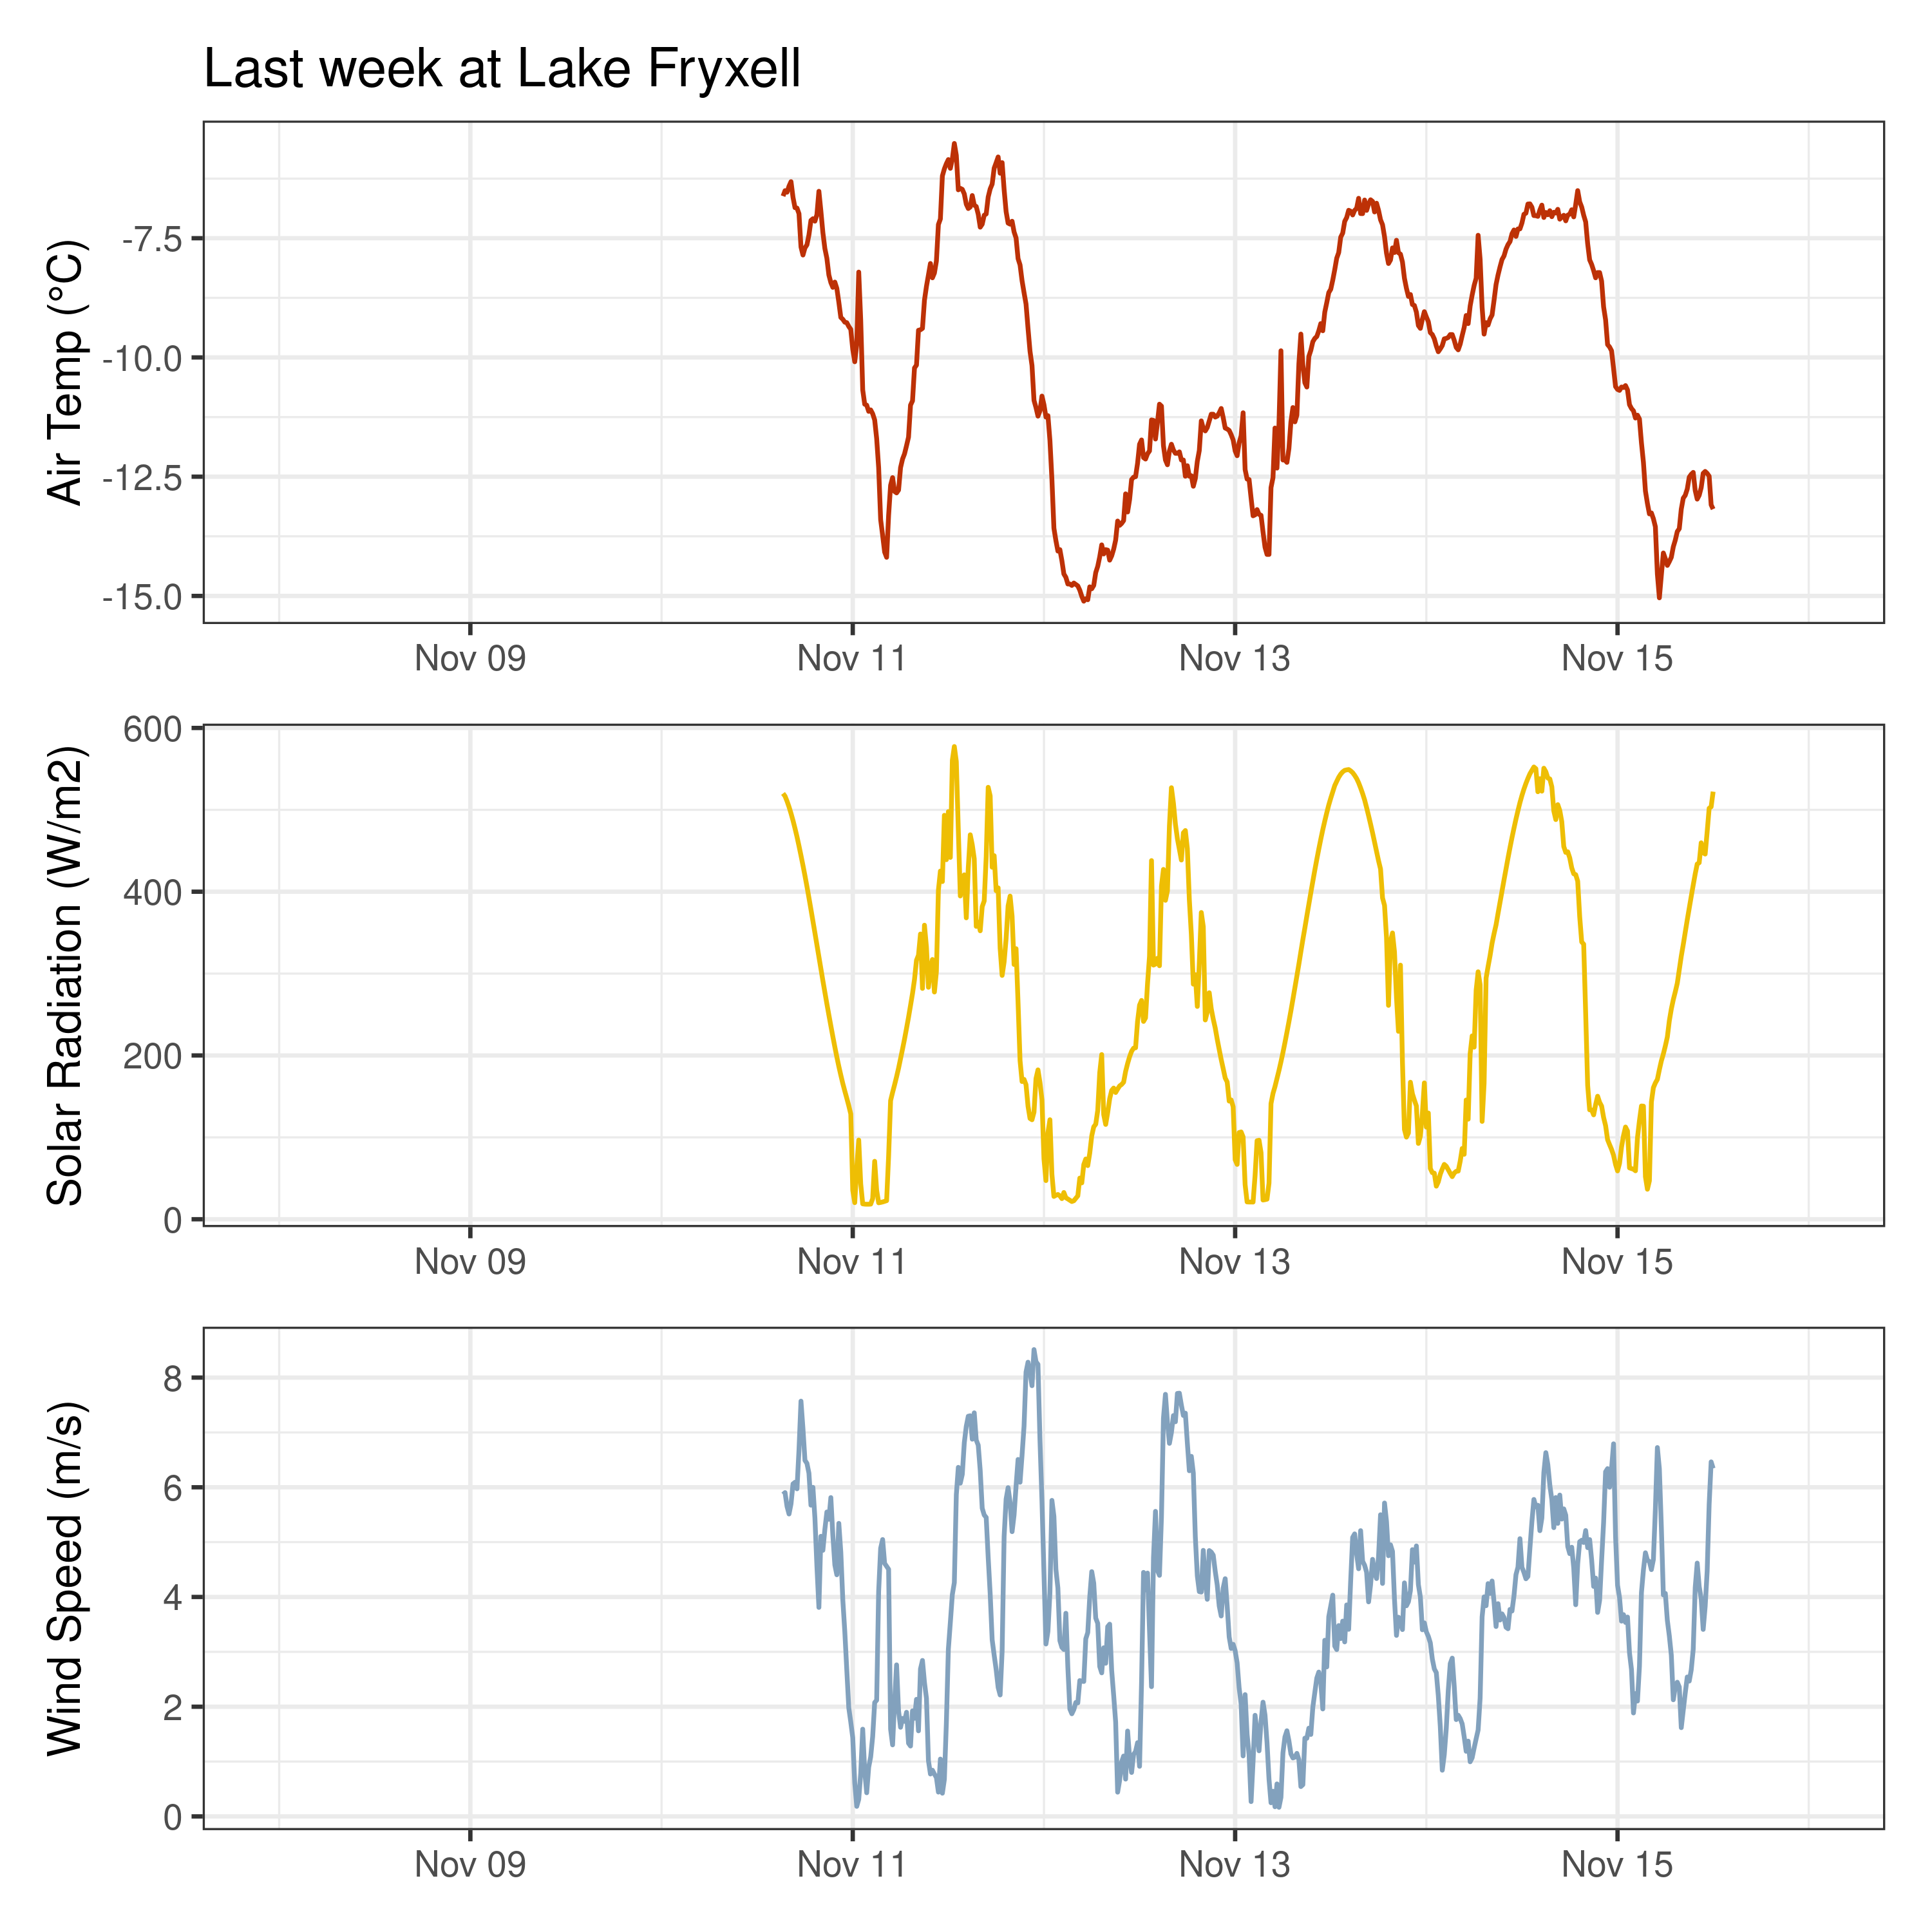 Last week at Lake Fryxell
Air Temp (°C)
-7.5
-10.0
-12.5
-15.0
Nov 09 Nov 11 Nov 13 Nov 15
Solar Radiation (W/m2)
600
400
200
0
Nov 09 Nov 11 Nov 13 Nov 15
Wind Speed (m/s)
8
6
4
2
0
Nov 09 Nov 11 Nov 13 Nov 15